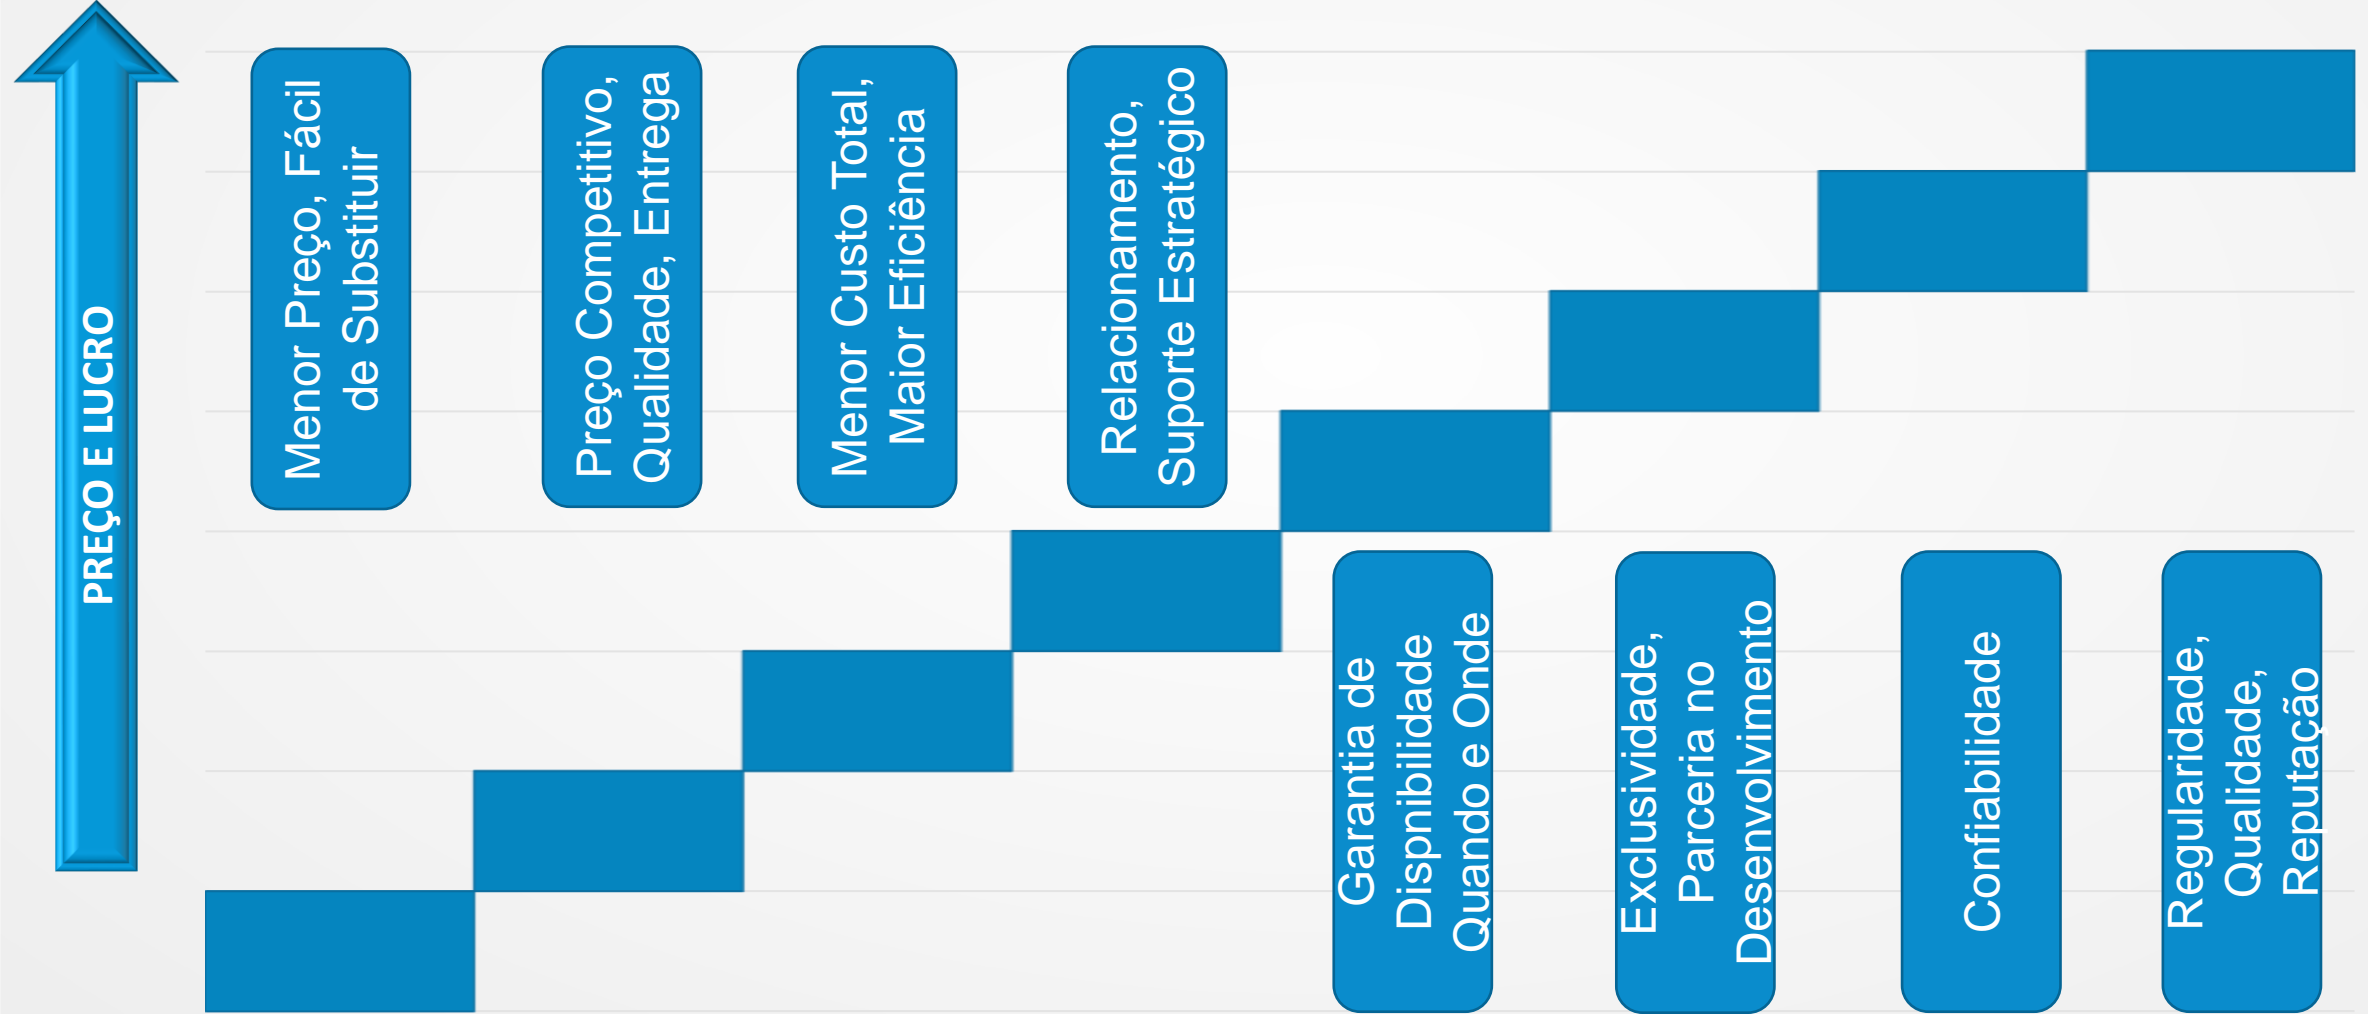 PREÇO E LUCRO
Menor Preço, Fácil
de Substituir
Preço Competitivo,
Qualidade, Entrega
Menor Custo Total,
Maior Eficiência
Relacionamento,
Suporte Estratégico
Garantia de
Dispnibilidade
Quando e Onde
Exclusividade,
Parceria no
Desenvolvimento
Confiabilidade
Regularidade,
Qualidade,
Reputação